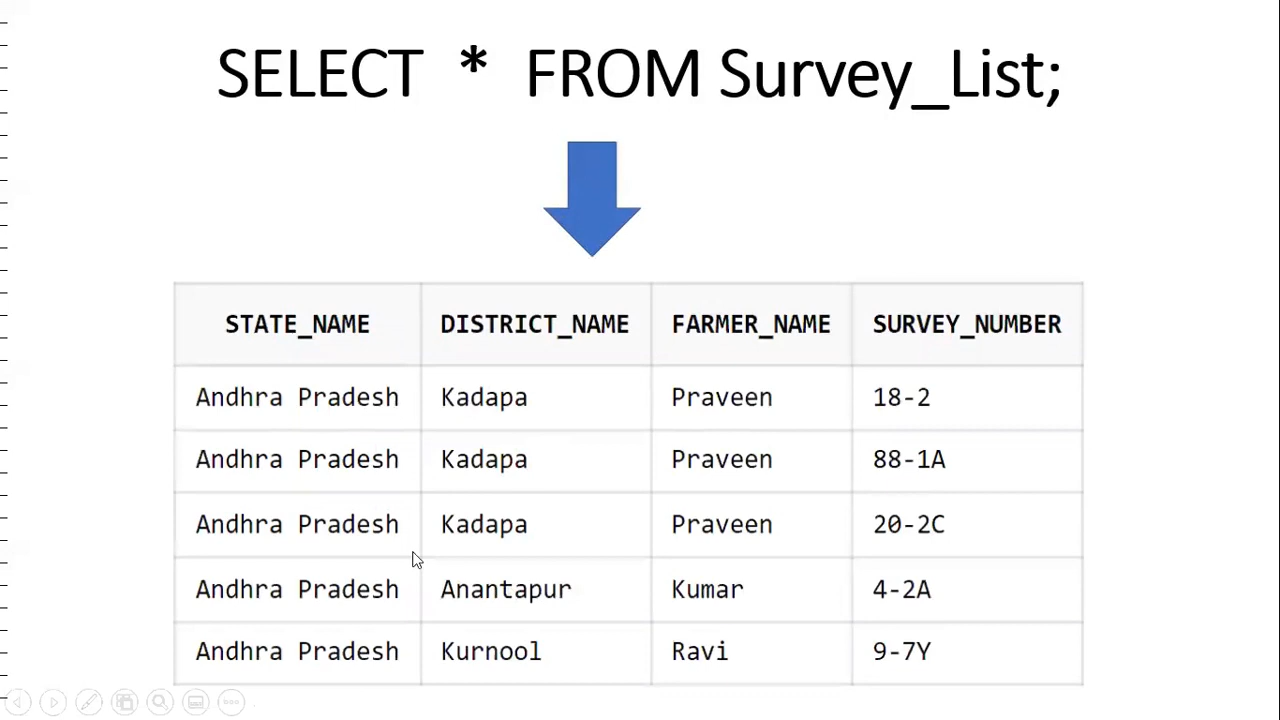 SELECT * FROM Survey_List;
STATE_NAME DISTRICT_NAME FARMER_NAME SURVEY_NUMBER
Andhra Pradesh Kadapa Praveen 18-2
Andhra Pradesh Kadapa Praveen 88-1A
Andhra Pradesh Kadapa Praveen 20-2C
Andhra Pradesh Anantapur Kumar 4-2A
Andhra Pradesh Kurnool Ravi 9-7Y